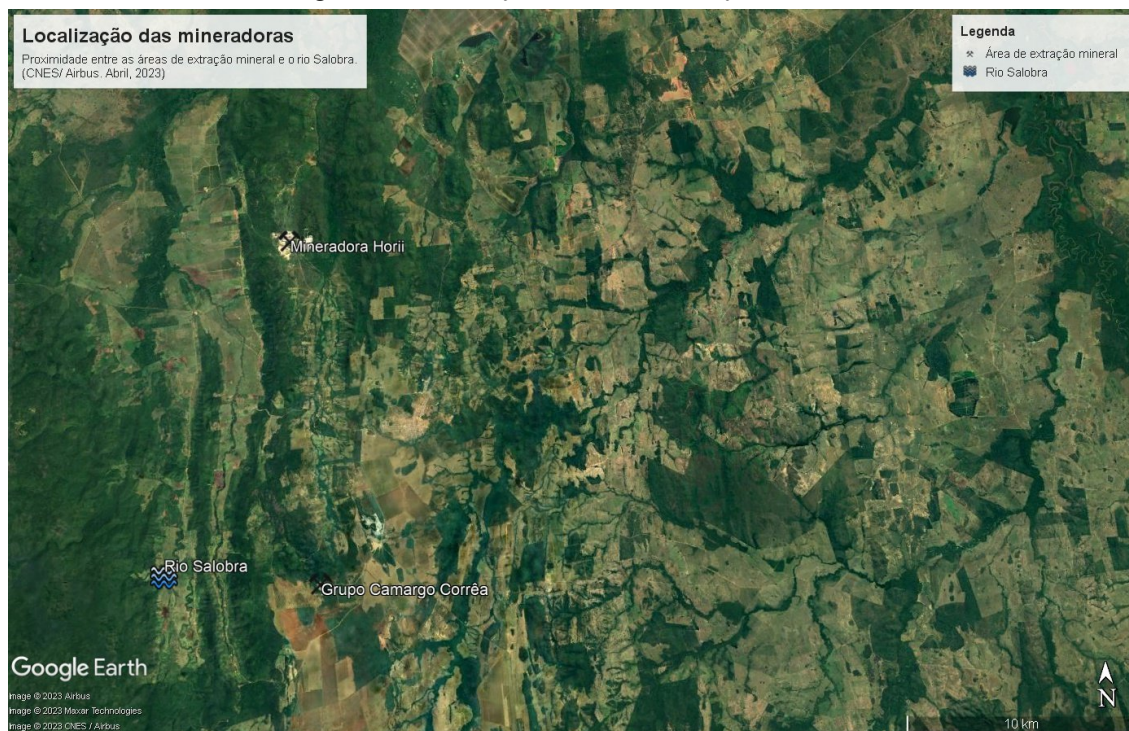 Localização das mineradoras
Proximidade entre as áreas de extração mineral e o rio Salobra.
(CNES/ Airbus. Abril, 2023)
Legenda
Área de extração mineral
Rio Salobra
Mineradora Horii
Rio Salobra
Grupo Camargo Corrêa
Google Earth
Image © 2023 Airbus
Image © 2023 Maxar Technologies
Image © 2023 CNES / Airbus
N
10 km